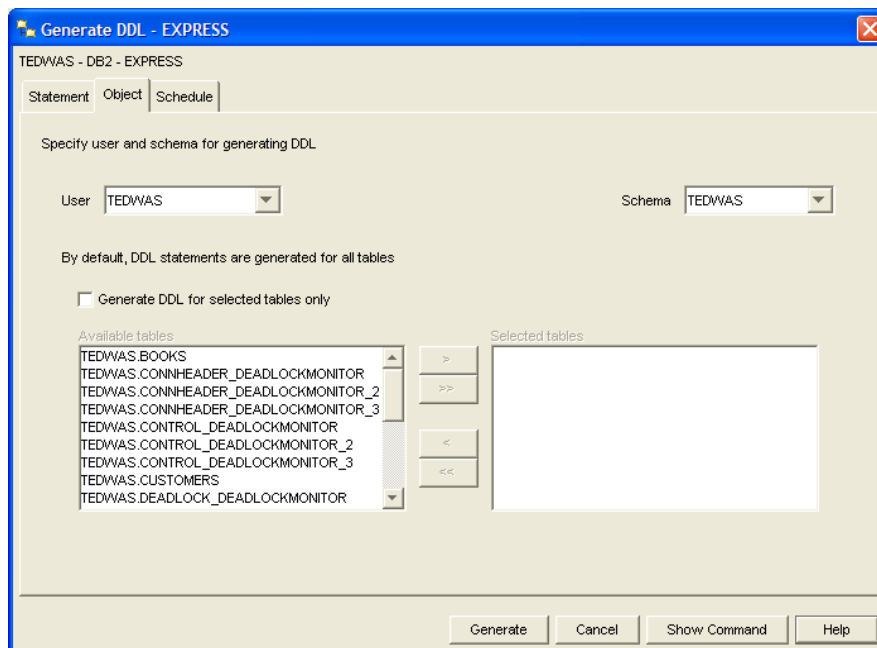 Generate DDL - EXPRESS
TEDWAS - DB2 - EXPRESS
Statement Object Schedule
Specify user and schema for generating DDL
User TEDWAS Schema TEDWAS
By default, DDL statements are generated for all tables
Generate DDL for selected tables only
Available tables Selected tables
TEDWAS.BOOKS
TEDWAS.CONNHEADER_DEADLOCKMONITOR
TEDWAS.CONNHEADER_DEADLOCKMONITOR_2
TEDWAS.CONNHEADER_DEADLOCKMONITOR_3
TEDWAS.CONTROL_DEADLOCKMONITOR
TEDWAS.CONTROL_DEADLOCKMONITOR_2
TEDWAS.CONTROL_DEADLOCKMONITOR_3
TEDWAS.CUSTOMERS
TEDWAS.DEADLOCK_DEADLOCKMONITOR
>
>>
<
<<
Generate Cancel Show Command Help